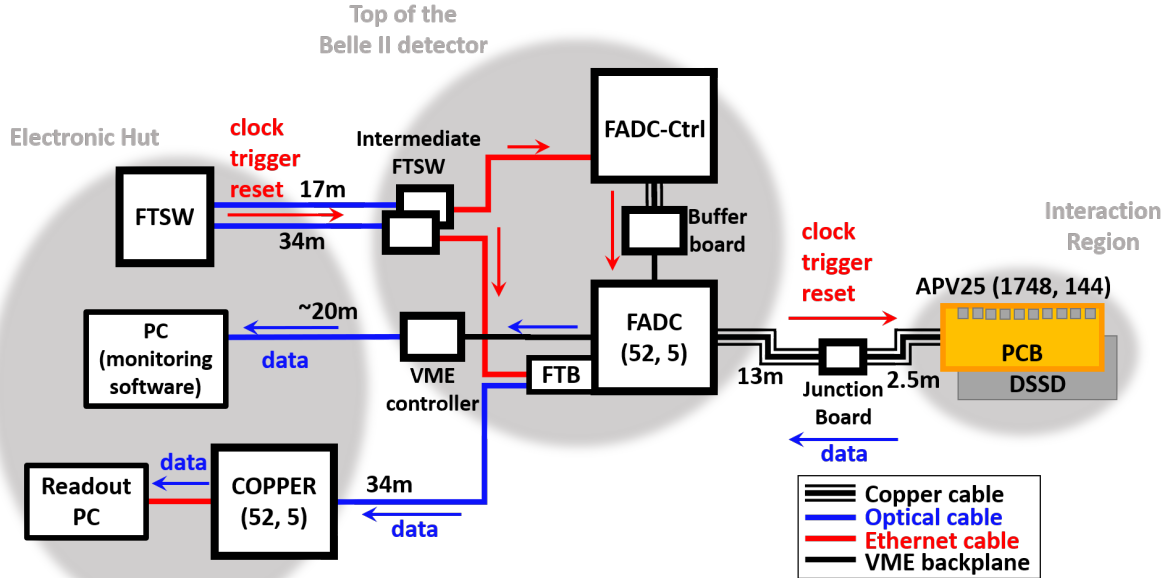 Top of the
Belle II detector
Electronic Hut
clock
trigger
reset
17m
34m
FTSW
Intermediate
FTSW
FADC-Ctrl
Buffer
board
Interaction
Region
clock
trigger
reset
APV25 (1748, 144)
PCB
DSSD
~20m
data
PC
(monitoring
software)
VME
controller
FADC
(52, 5)
FTB
13m
2.5m
Junction
Board
data
data
Readout
PC
COPPER
(52, 5)
34m
data
Copper cable
Optical cable
Ethernet cable
VME backplane